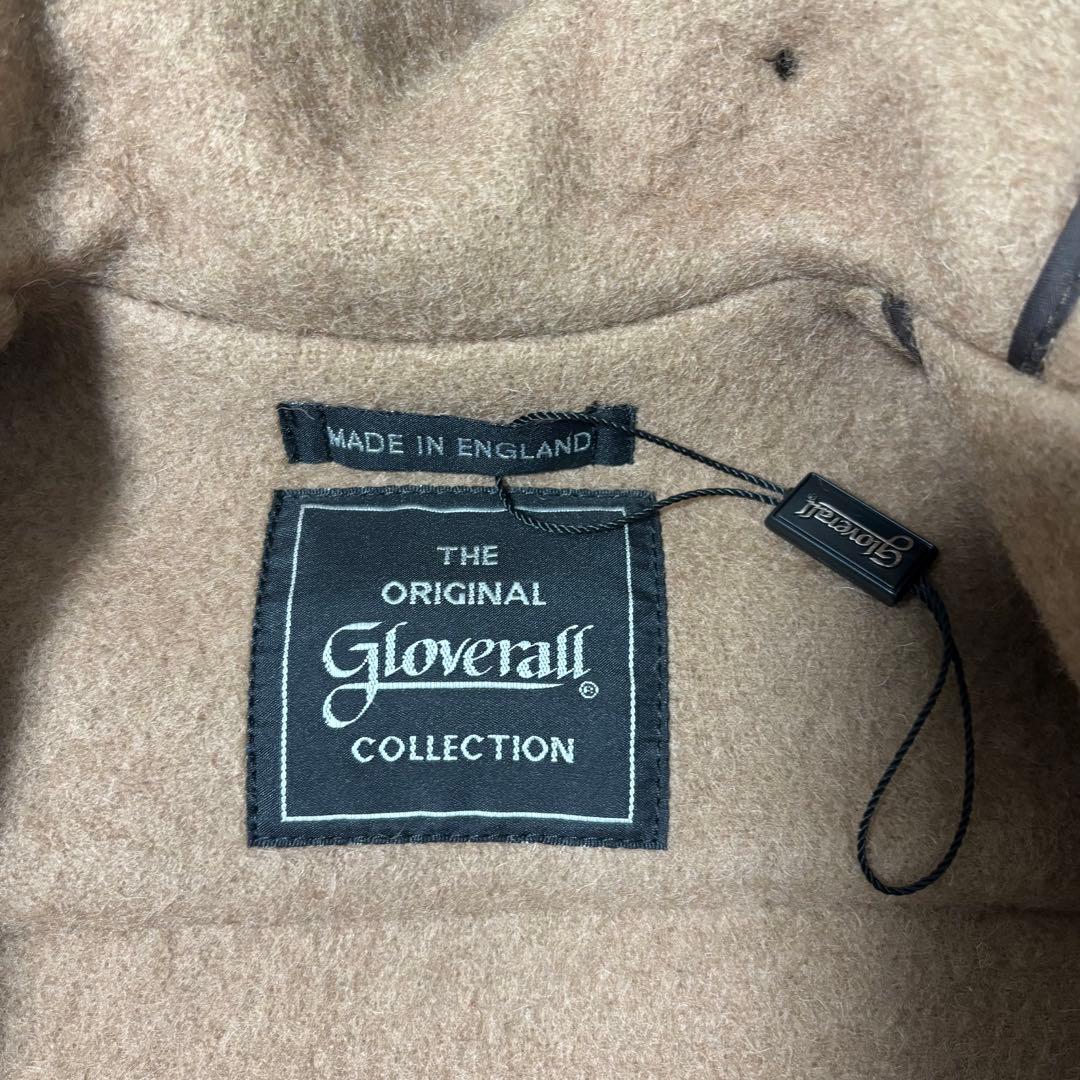 MADE IN ENGLAND
THE
ORIGINAL
Gloverall®
COLLECTION
Gloverall®